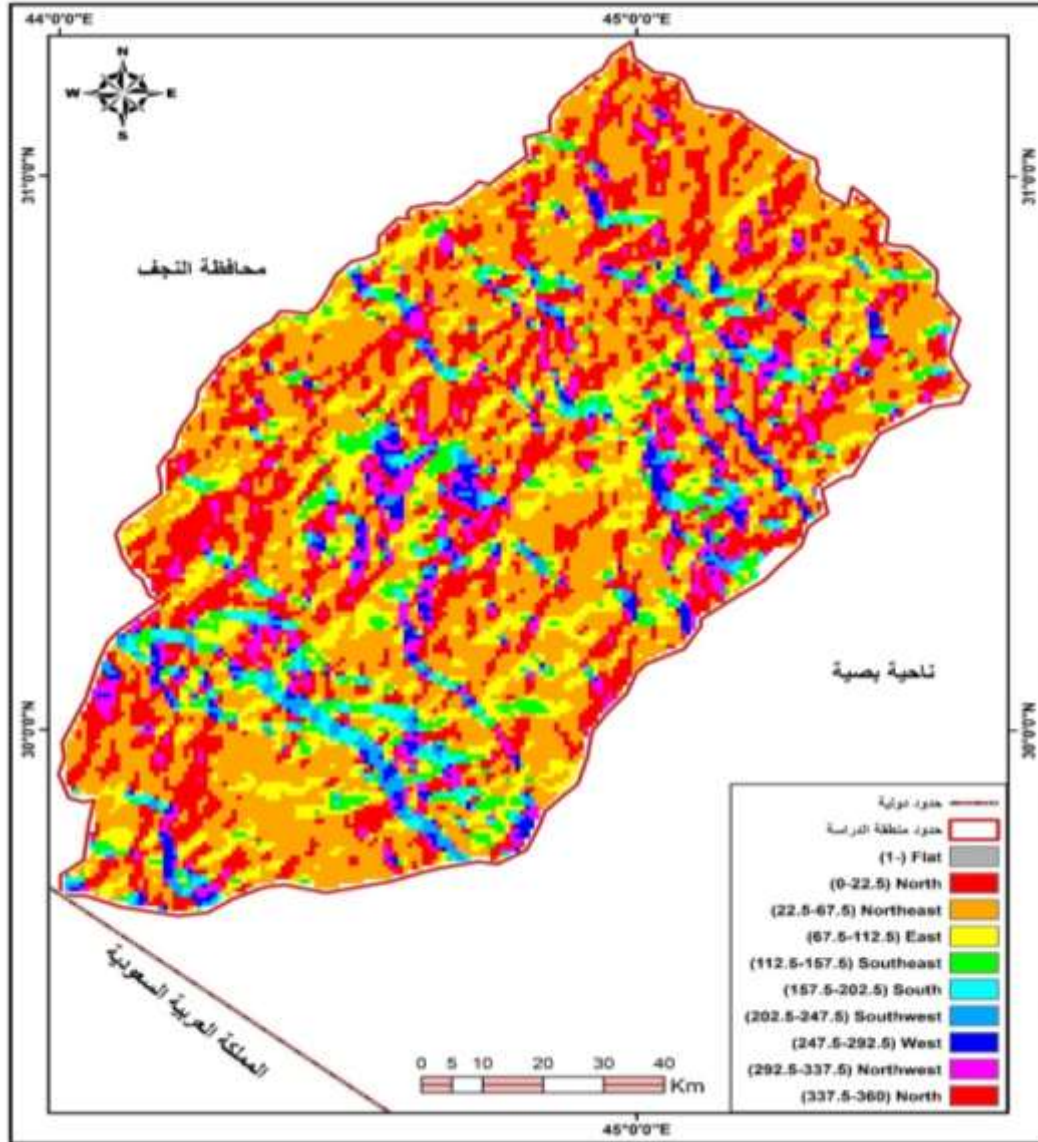 44°0'0"E
45°0'0"E
N
W
E
S
31°0'0"N
31°0'0"N
محافظة النجف
ناحية بصية
30°0'0"N
30°0'0"N
المملكة العربية السعودية
حدود دولية
حدود منطقة الدراسة
(1-) Flat
(0-22.5) North
(22.5-67.5) Northeast
(67.5-112.5) East
(112.5-157.5) Southeast
(157.5-202.5) South
(202.5-247.5) Southwest
(247.5-292.5) West
(292.5-337.5) Northwest
(337.5-360) North
0 5 10 20 30 40
Km
45°0'0"E